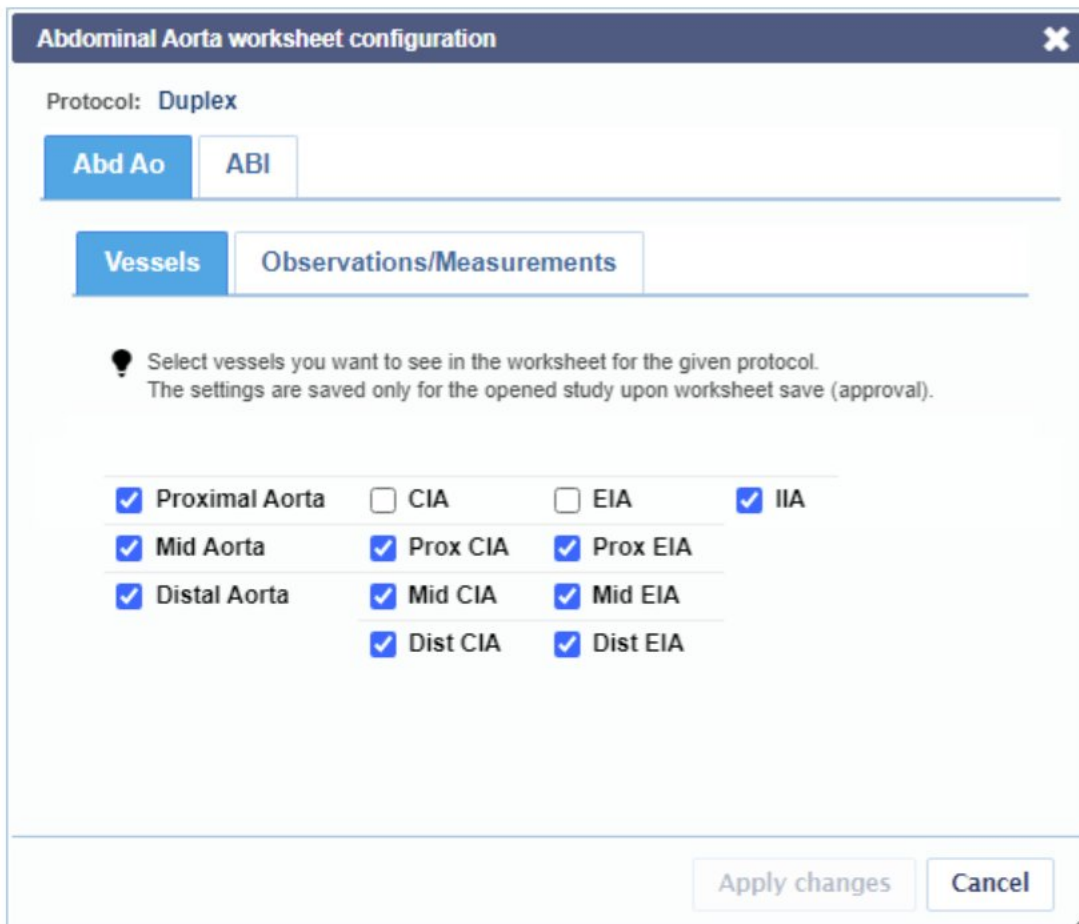 Abdominal Aorta worksheet configuration
Protocol: Duplex
Abd Ao ABI
Vessels Observations/Measurements
Select vessels you want to see in the worksheet for the given protocol.
The settings are saved only for the opened study upon worksheet save (approval).
Proximal Aorta CIA EIA IIA
Mid Aorta Prox CIA Prox EIA
Distal Aorta Mid CIA Mid EIA
Dist CIA Dist EIA
Apply changes Cancel